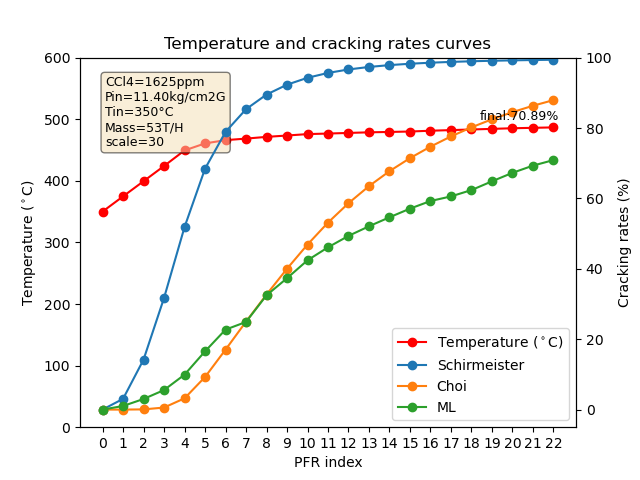 Temperature and cracking rates curves
600
500
400
300
200
100
0
Temperature (°C)
CCl4=1625ppm
Pin=11.40kg/cm2G
Tin=350°C
Mass=53T/H
scale=30
final:70.89%
100
80
60
40
20
0
Cracking rates (%)
Temperature (°C)
Schirmeister
Choi
ML
0 1 2 3 4 5 6 7 8 9 10 11 12 13 14 15 16 17 18 19 20 21 22
PFR index